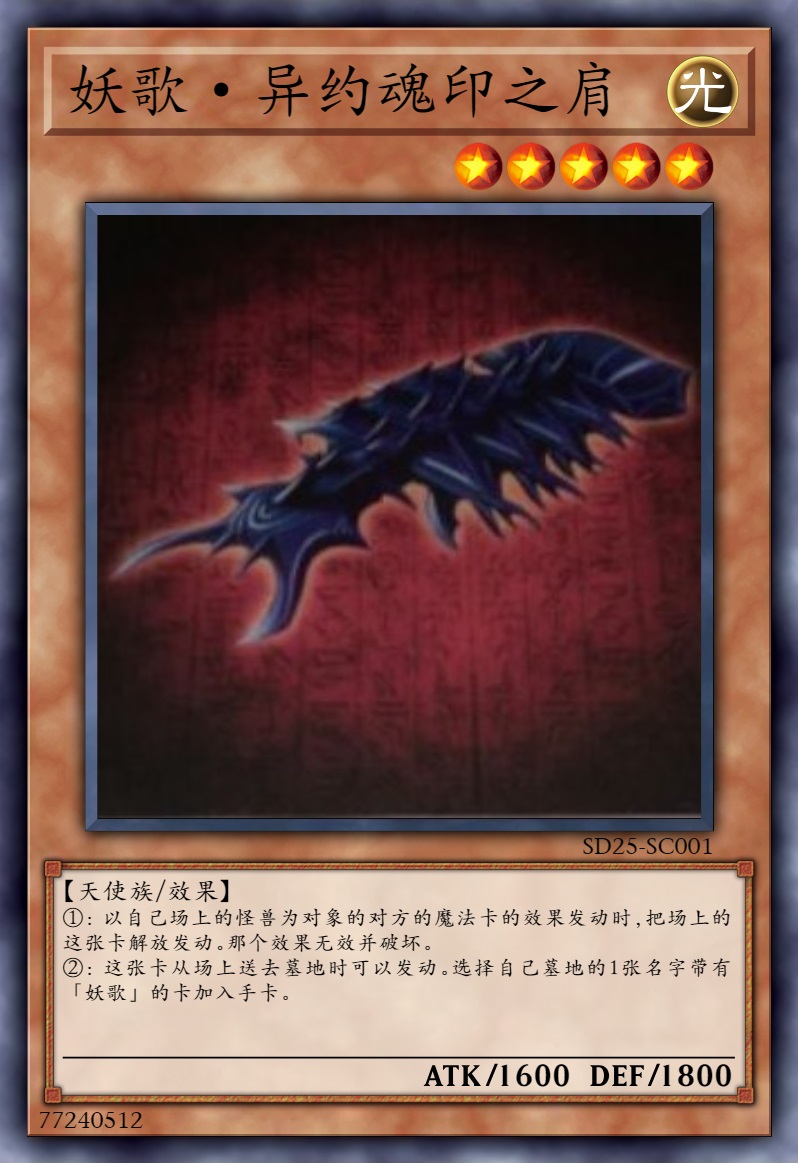 妖歌·异约魂印之肩
光
SD25-SC001
【天使族/效果】
①：以自己场上的怪兽为对象的对方的魔法卡的效果发动时,把场上的
这张卡解放发动。那个效果无效并破坏。
②：这张卡从场上送去墓地时可以发动。选择自己墓地的1张名字带有
「妖歌」的卡加入手卡。
ATK/1600 DEF/1800
77240512